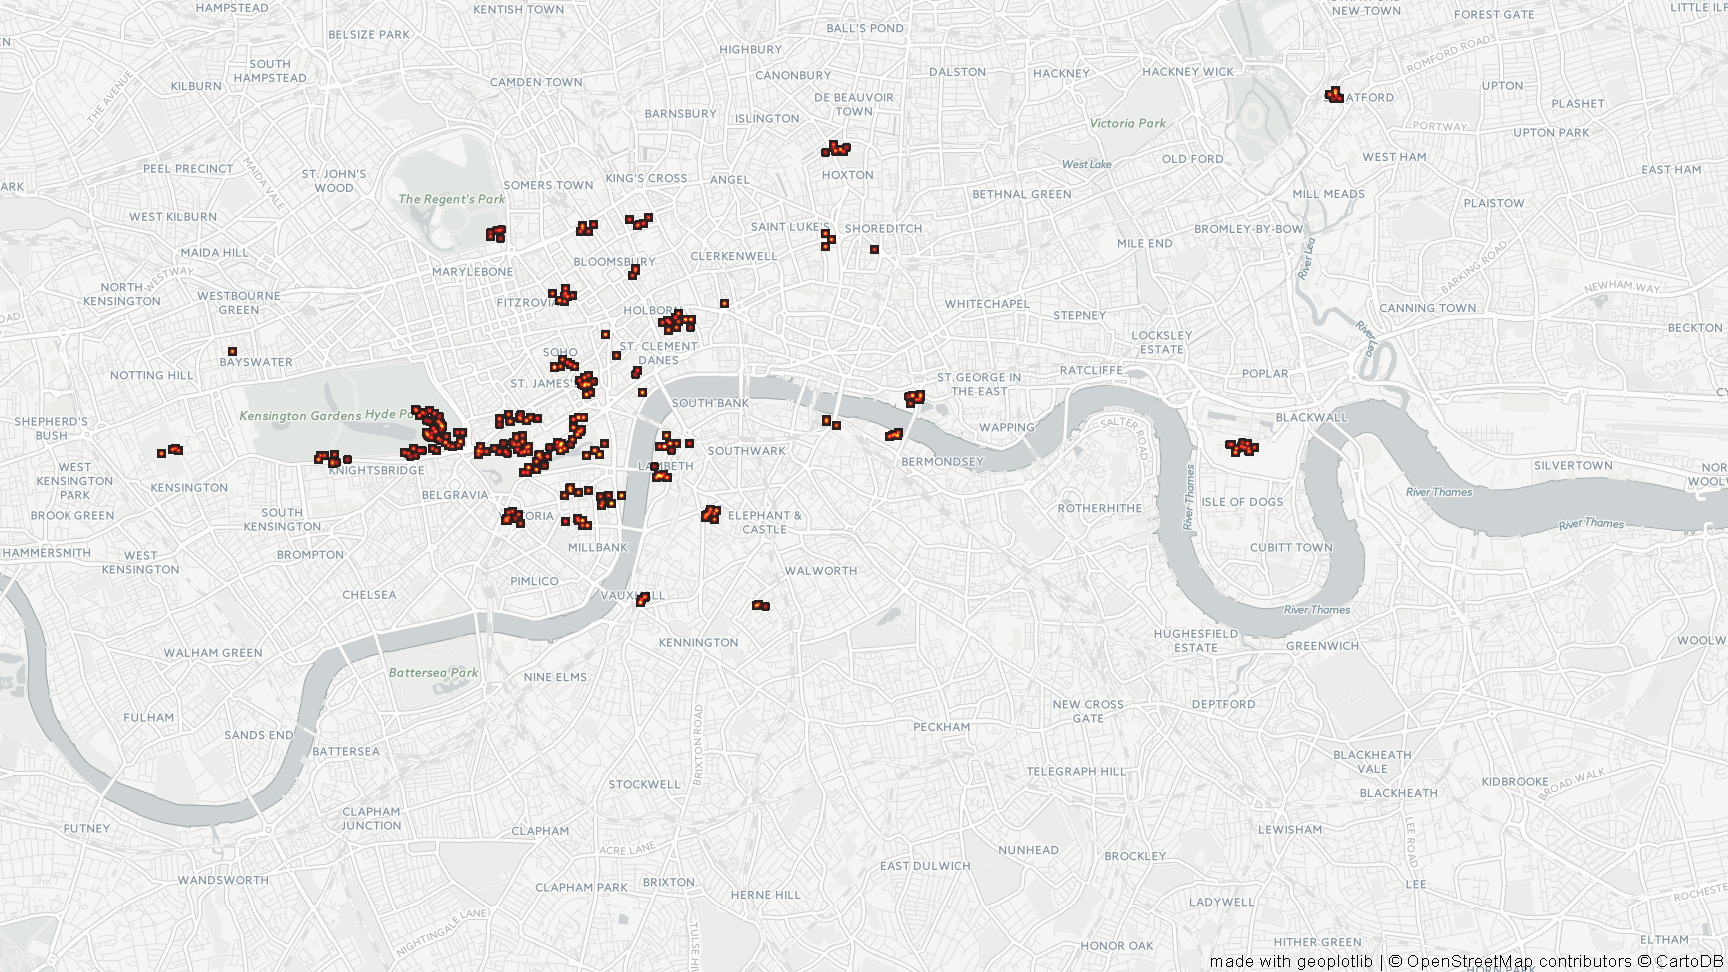 HAMPSTEAD
KENTISH TOWN
NEW TOWN
FOREST GATE
LITTLE ILF
BELSIZE PARK
BALL'S POND
HIGHBURY
SOUTH
HAMPSTEAD
KILBURN
THE AVENUE
CAMDEN TOWN
CANONBURY
DALSTON
HACKNEY
HACKNEY WICK
ROMFORD ROAD
UPTON
DE BEAUVOIR
TOWN
ATFORD
PLASHET
BARNSBURY
ISLINGTON
Victoria Park
PORTWAY
UPTON PARK
PEEL PRECINCT
MAIDA VALE
ST. JOHN'S
WOOD
West Lake
OLD FORD
WEST HAM
EAST HAM
ARK
SOMERS TOWN
KING'S CROSS
ANGEL
HOXTON
BETHNAL GREEN
MILL MEADS
The Regent's Park
PLAISTOW
WEST KILBURN
SAINT LUKE'S
SHOREDITCH
BROMLEY-BY-BOW
MILE END
MAIDA HILL
CLERKENWELL
River Lea
BARKING ROAD
BLOOMSBURY
MARYLEBONE
WESTWAY
NORTH
KENSINGTON
WESTBOURNE
GREEN
FITZROVIA
HOLBORN
WHITECHAPEL
STEPNEY
CANNING TOWN
NEWHAM WAY
BECKTON
LOCKSLEY
ESTATE
River Lea
ST. CLEMENT
DANES
SOHO
BAYSWATER
NOTTING HILL
ST. JAMES'
ST.GEORGE IN
THE EAST
RATCLIFFE
POPLAR
SOUTH BANK
Kensington Gardens
Hyde Pa
SHEPHERD'S
BUSH
BLACKWALL
WAPPING
SALTER ROAD
SOUTHWARK
BERMONDSEY
WEST
KENSINGTON
PARK
KENSINGTON
KNIGHTSBRIDGE
LAMBETH
SILVERTOWN
NOR
WOOLW
BELGRAVIA
River Thames
River Thames
ISLE OF DOGS
ROTHERHITHE
BROOK GREEN
SOUTH
KENSINGTON
TORIA
ELEPHANT &
CASTLE
River Thames
HAMMERSMITH
WEST
KENSINGTON
BROMPTON
MILLBANK
CUBITT TOWN
PIMLICO
WALWORTH
CHELSEA
VAUXHALL
River Thames
WALHAM GREEN
KENNINGTON
HUGHESFIELD
ESTATE
GREENWICH
WOOLW
Battersea Park
NINE ELMS
FULHAM
SANDS END
NEW CROSS
GATE
DEPTFORD
PECKHAM
BATTERSEA
BRIXTON ROAD
BLACKHEATH
VALE
STOCKWELL
TELEGRAPH HILL
KIDBROOKE
BROAD WALK
BLACKHEATH
CLAPHAM
JUNCTION
CLAPHAM
LEWISHAM
LEE ROAD
ACRE LANE
NUNHEAD
BROCKLEY
EAST DULWICH
WANDSWORTH
CLAPHAM PARK
BRIXTON
HERNE HILL
LEE
ROCHESTER
LADYWELL
NIGHTINGALE LANE
TULSE HI
HONOR OAK
HITHER GREEN
ELTHAM
made with geoplotlib | © OpenStreetMap contributors © CartoDB